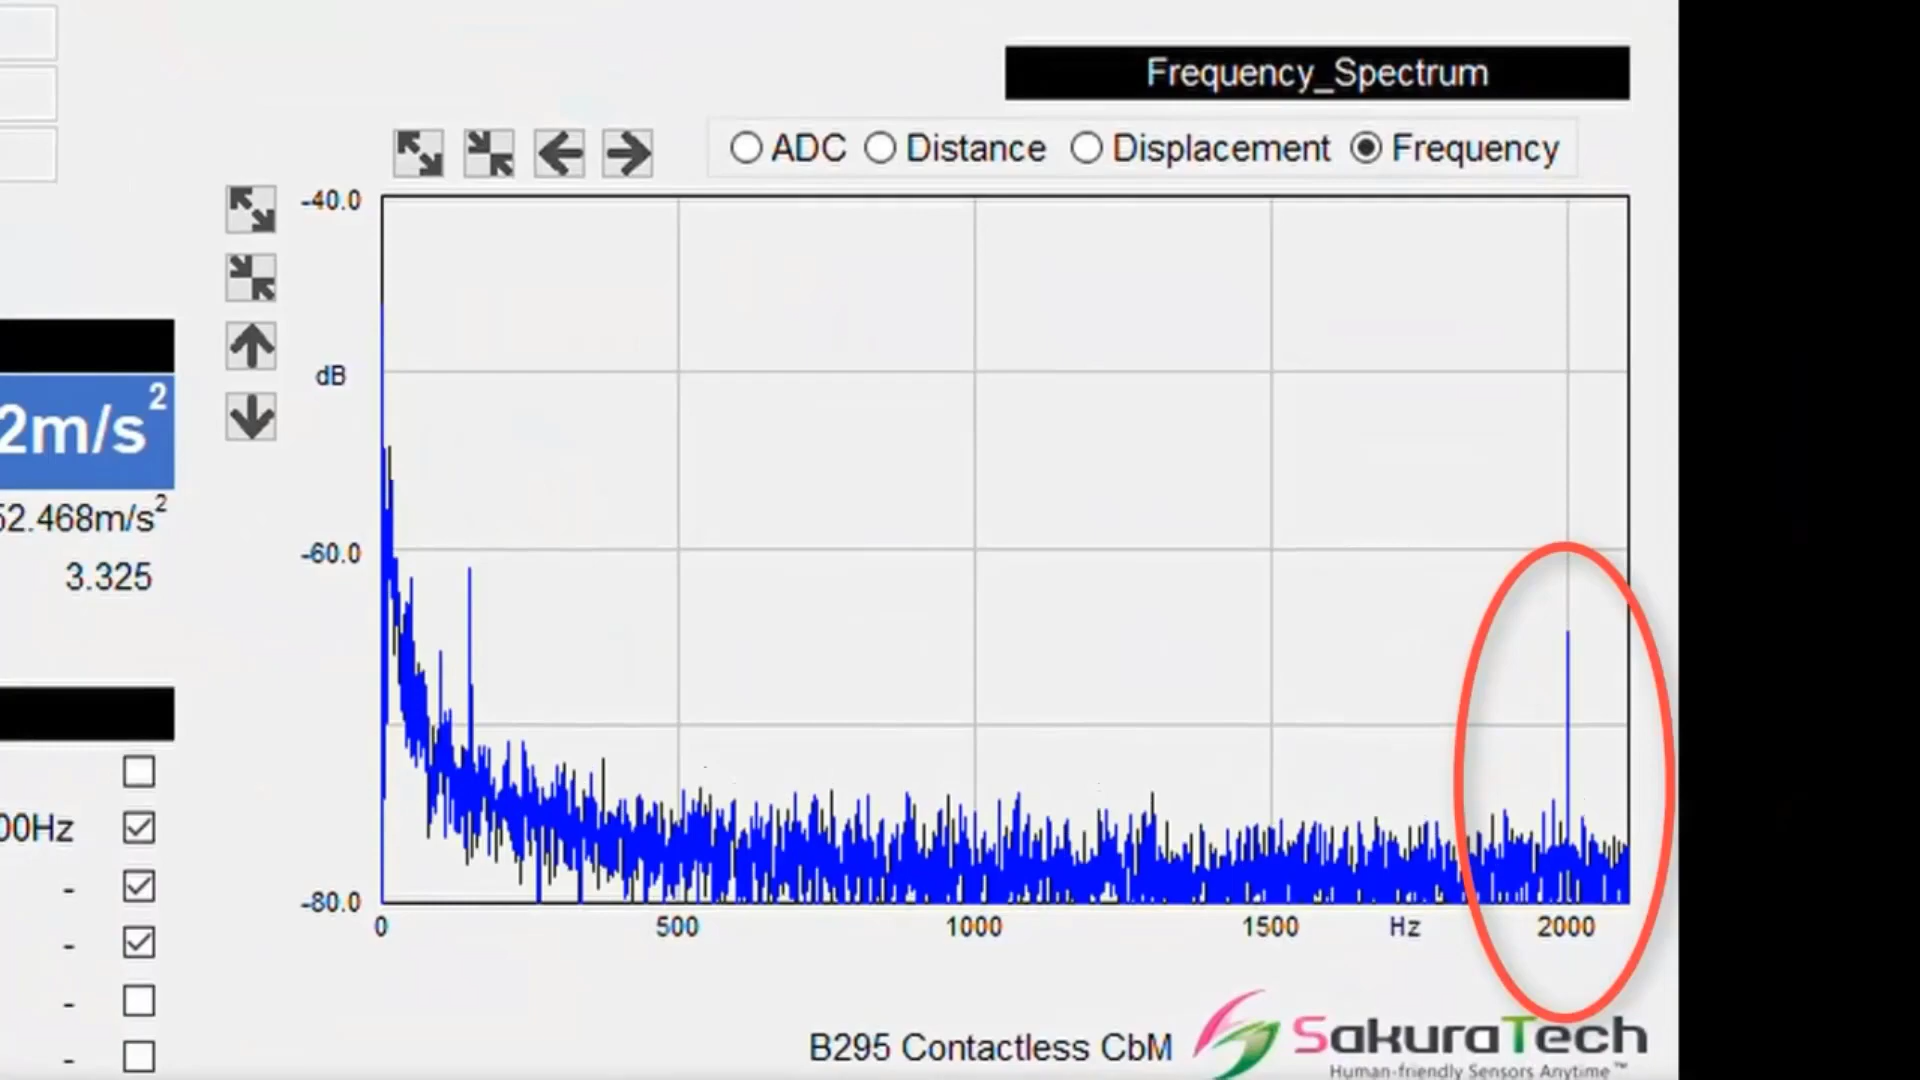 Frequency_Spectrum
ADC Distance Displacement Frequency
-40.0
dB
-60.0
-80.0
0 500 1000 1500 Hz 2000
2m/s²
52.468m/s²
3.325
00Hz
-
-
-
-
B295 Contactless CbM
SakuraTech
Human-friendly Sensors Anytime™